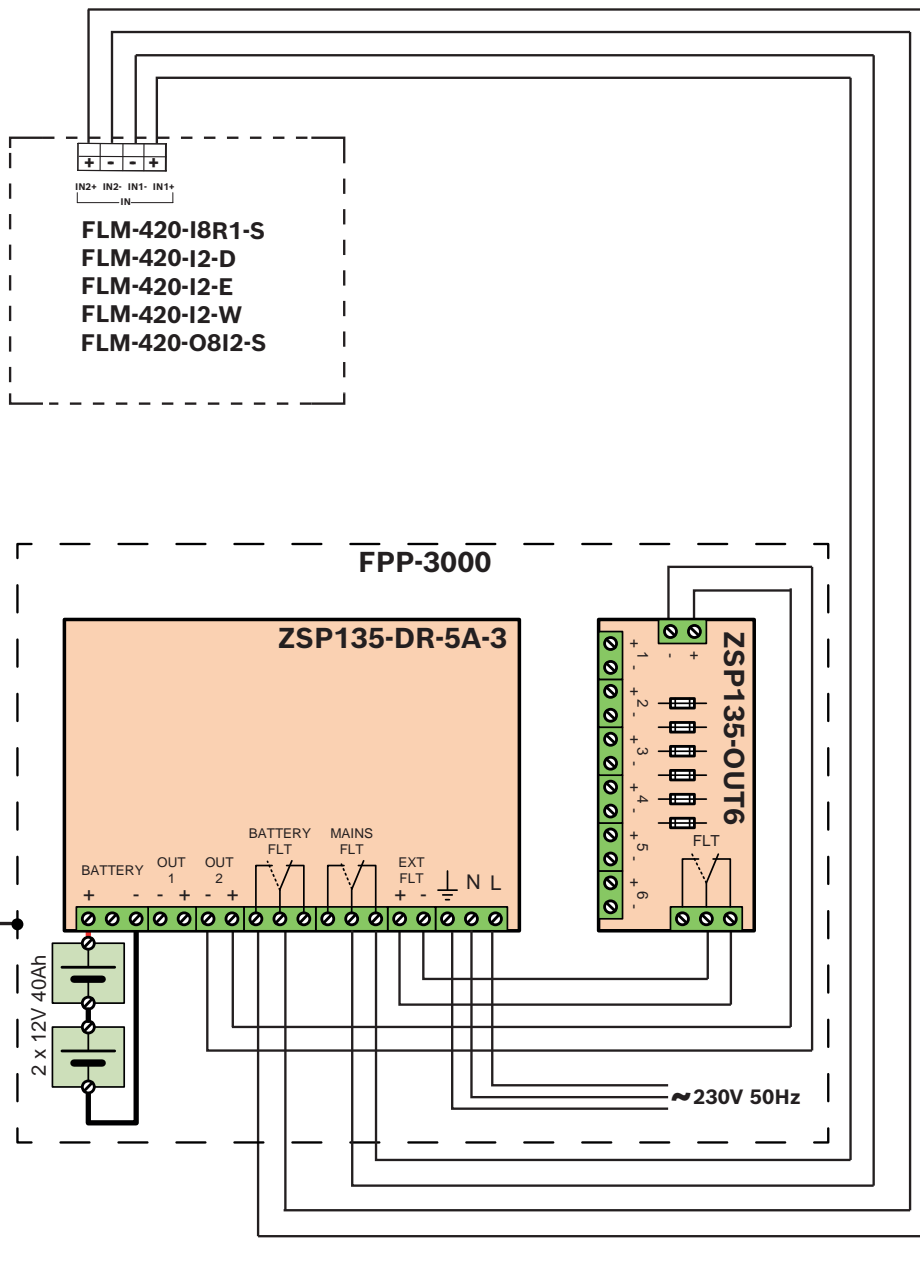 + - - +
IN2+ IN2- IN1- IN1+
IN
FLM-420-I8R1-S
FLM-420-I2-D
FLM-420-I2-E
FLM-420-I2-W
FLM-420-O8I2-S
FPP-3000
ZSP135-DR-5A-3
BATTERY
+ -
OUT
1
- +
OUT
2
- +
BATTERY
FLT
MAINS
FLT
EXT
FLT
+ -
N L
ZSP135-OUT6
- +
+ 1 -
+ 2 -
+ 3 -
+ 4 -
+ 5 -
+ 6 -
FLT
2 x 12V 40Ah
~230V 50Hz